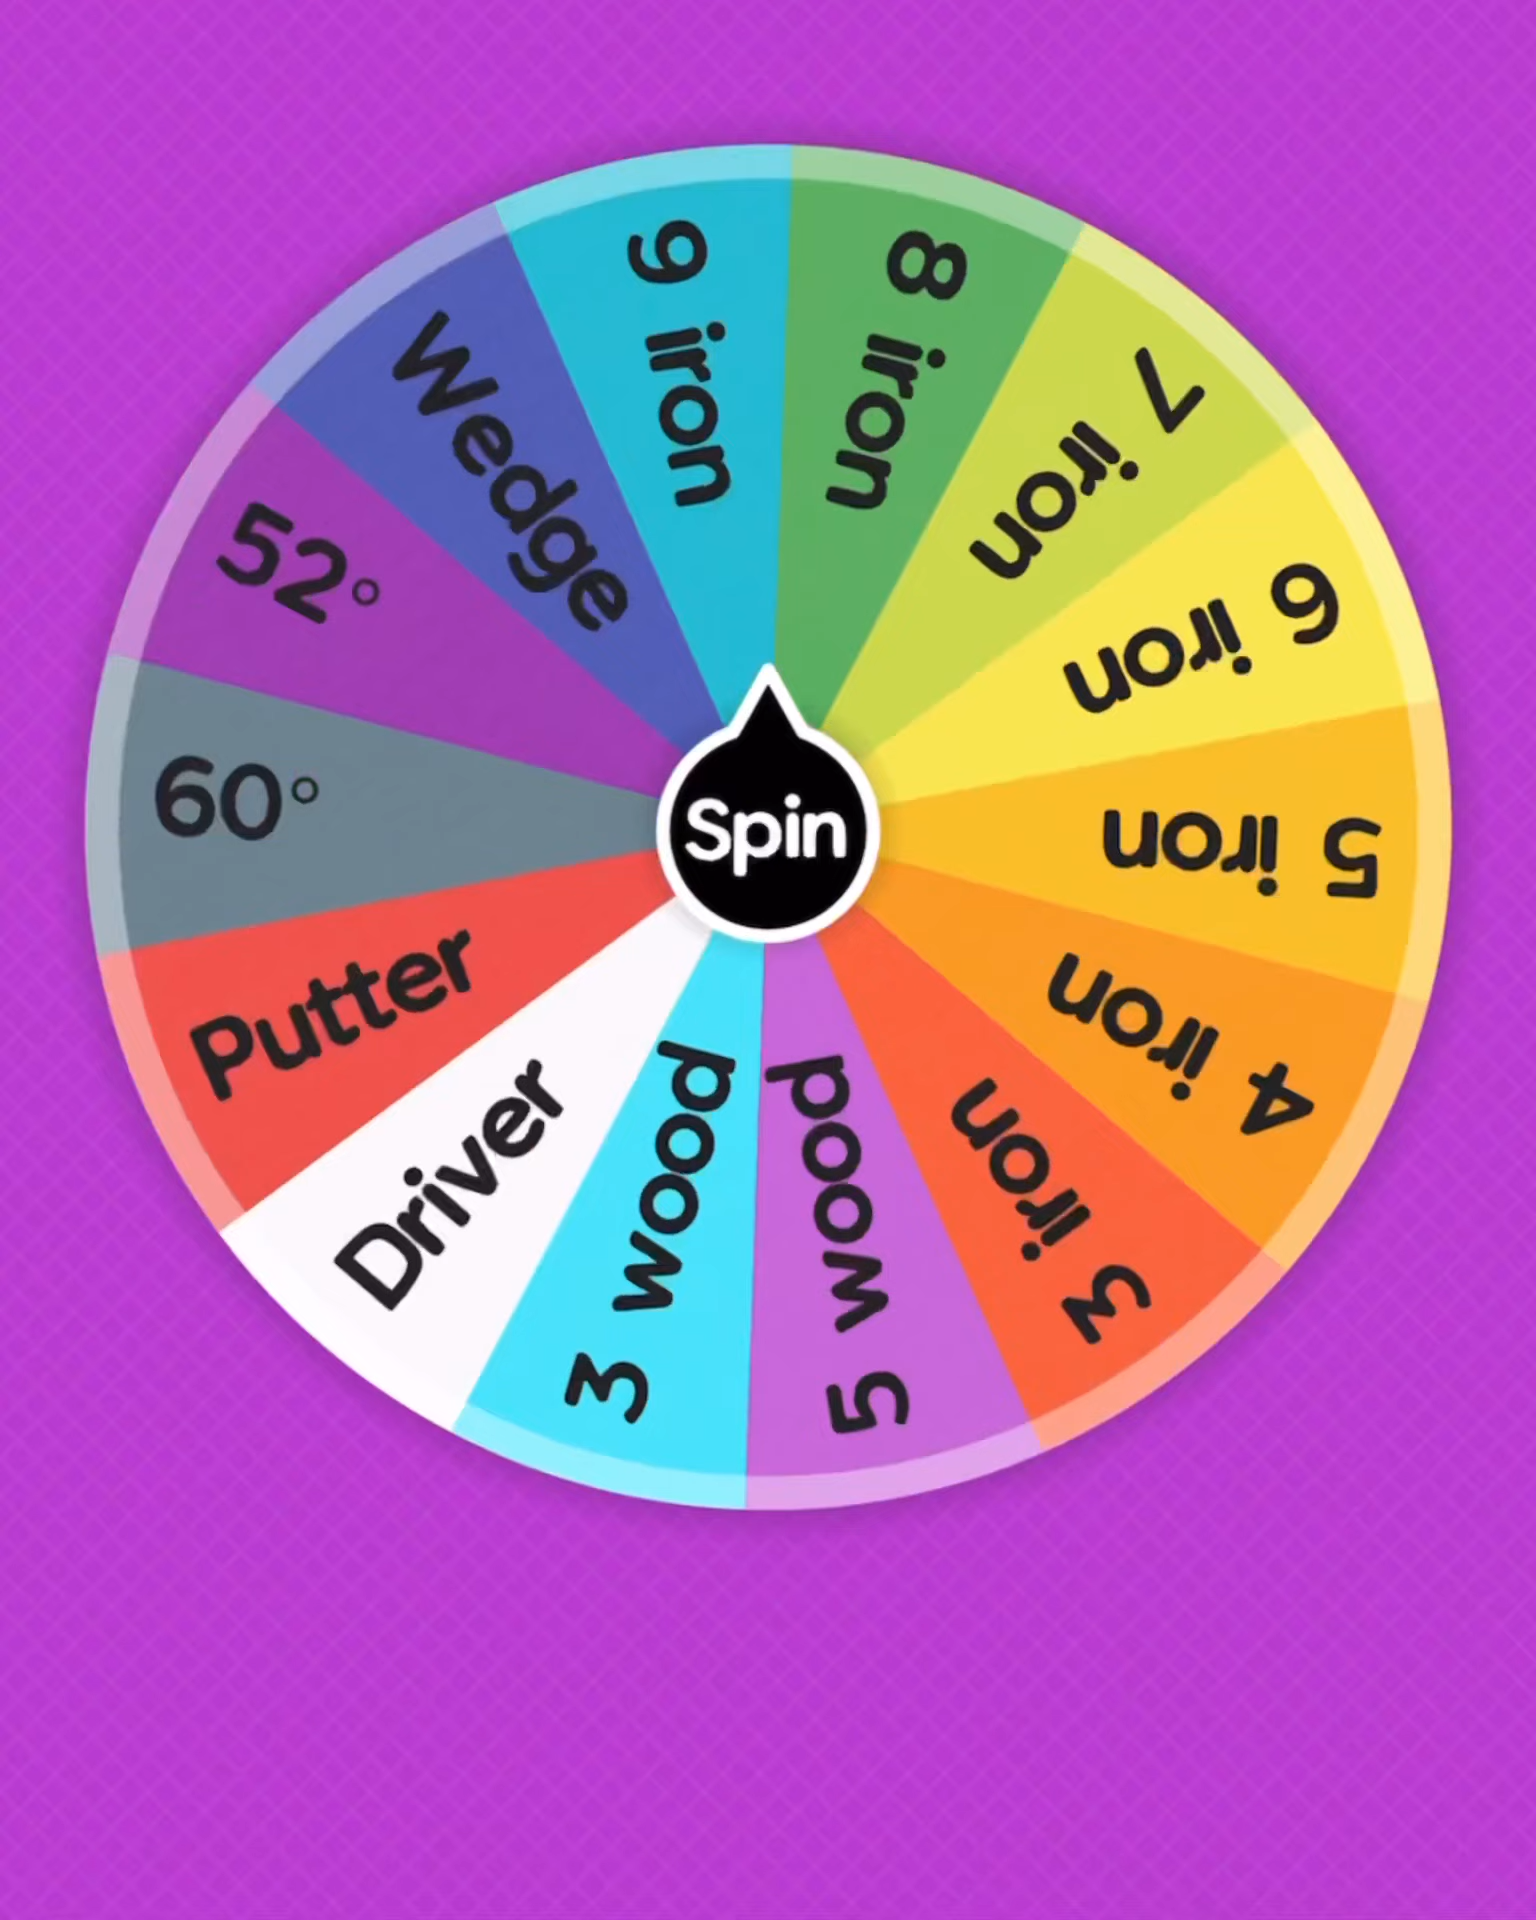 9 iron
8 iron
7 iron
6 iron
5 iron
4 iron
3 iron
5 wood
3 wood
Driver
Putter
60°
52°
Wedge
Spin